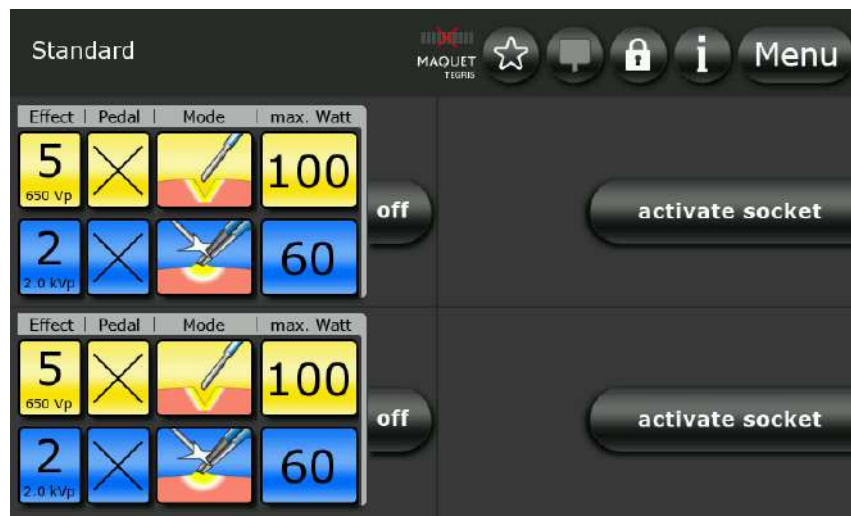 Standard
MAQUET
TEGRIS
i
Menu
Effect | Pedal | Mode | max. Watt
5
650 Vp
100
off
activate socket
2
2.0 kVp
60
Effect | Pedal | Mode | max. Watt
5
650 Vp
100
off
activate socket
2
2.0 kVp
60